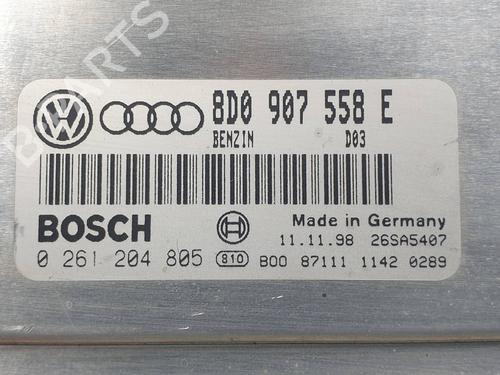 8D0 907 558 E
BENZIN D03
BOSCH
Made in Germany
11.11.98 26SA5407
0 261 204 805 810 B00 87111 1142 0289
PARTS